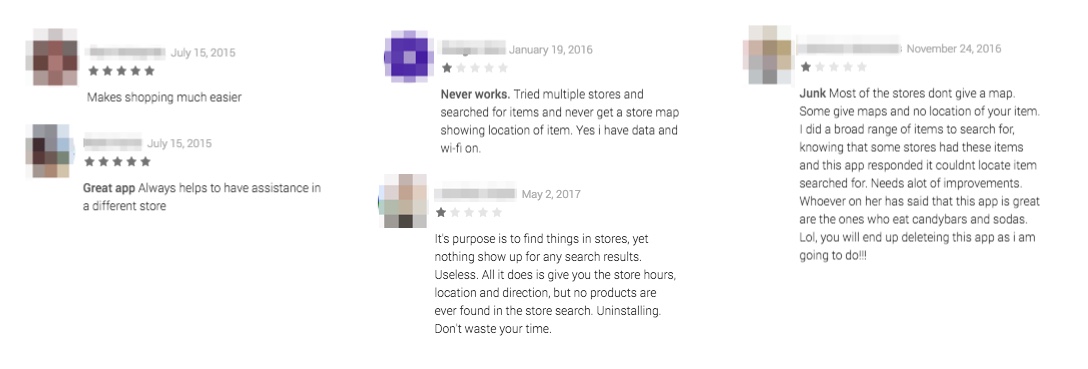 July 15, 2015
Makes shopping much easier
July 15, 2015
Great app Always helps to have assistance in
a different store
January 19, 2016
Never works. Tried multiple stores and
searched for items and never get a store map
showing location of item. Yes i have data and
wi-fi on.
May 2, 2017
It's purpose is to find things in stores, yet
nothing show up for any search results.
Useless. All it does is give you the store hours,
location and direction, but no products are
ever found in the store search. Uninstalling.
Don't waste your time.
November 24, 2016
Junk Most of the stores dont give a map.
Some give maps and no location of your item.
I did a broad range of items to search for,
knowing that some stores had these items
and this app responded it couldnt locate item
searched for. Needs alot of improvements.
Whoever on her has said that this app is great
are the ones who eat candybars and sodas.
Lol, you will end up deleteing this app as i am
going to do!!!